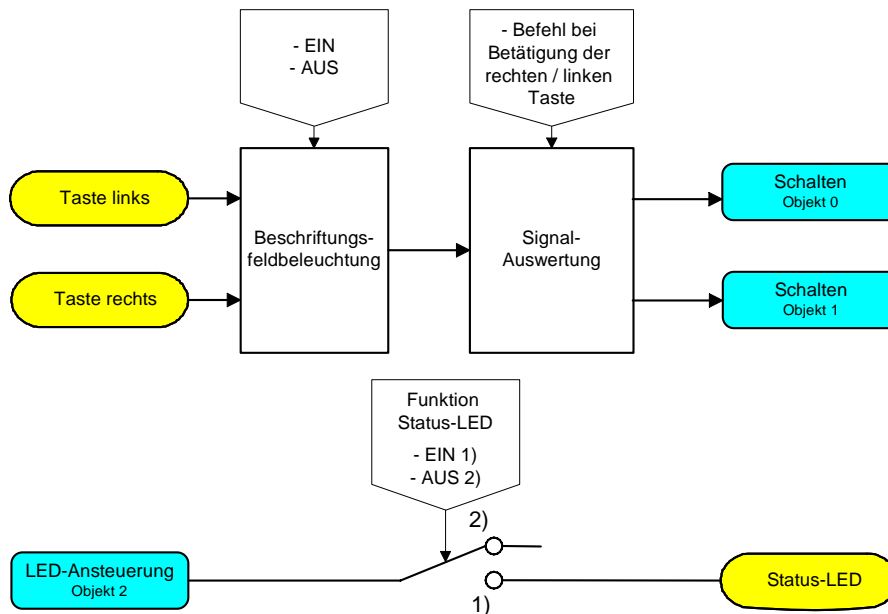 - EIN
- AUS
- Befehl bei
Betätigung der
rechten / linken
Taste
Taste links
Taste rechts
Beschriftungs-
feldbeleuchtung
Signal-
Auswertung
Schalten
Objekt 0
Schalten
Objekt 1
Funktion
Status-LED
- EIN 1)
- AUS 2)
2)
LED-Ansteuerung
Objekt 2
1)
Status-LED